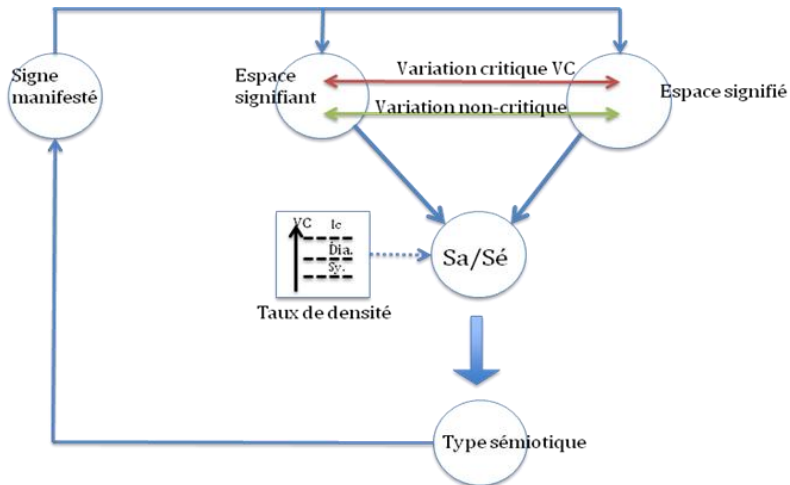 Signe
manifesté
Espace
signifiant
Variation critique VC
Variation non-critique
Espace signifié
VC Ic
Dia.
Sy.
Sa/Sé
Taux de densité
Type sémiotique